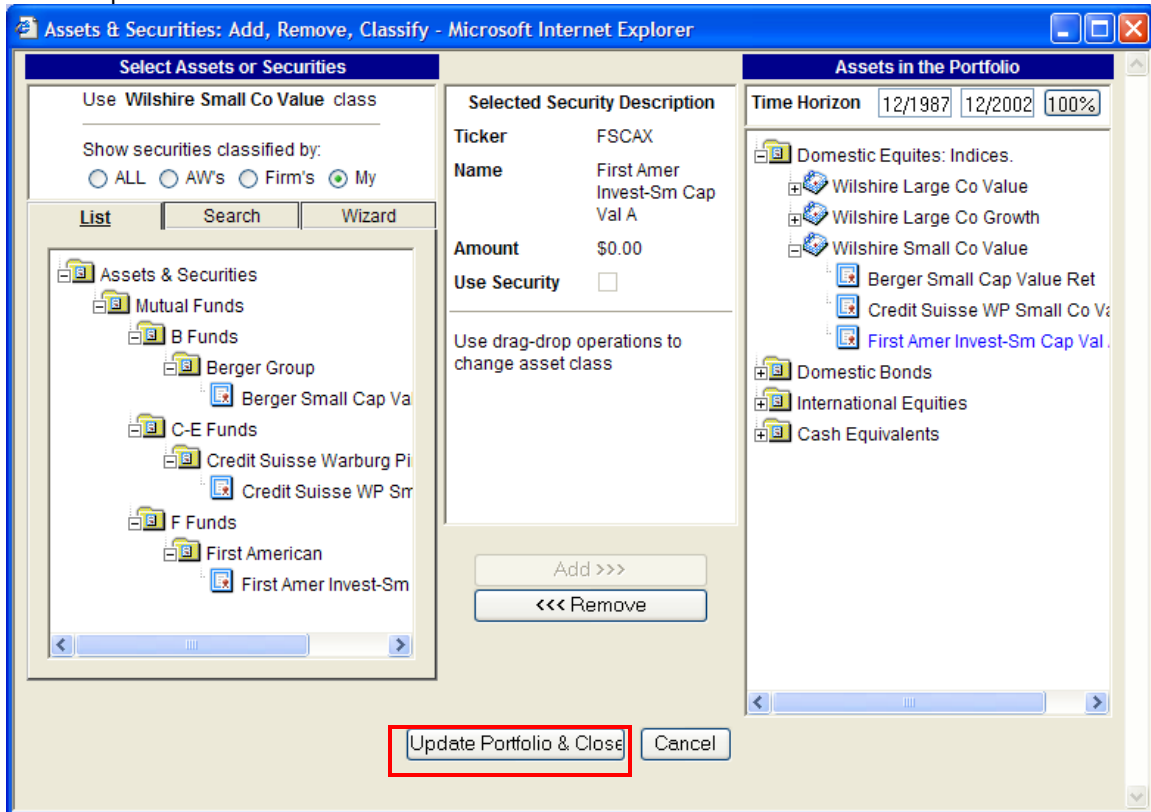 Assets & Securities: Add, Remove, Classify - Microsoft Internet Explorer
Select Assets or Securities
Use Wilshire Small Co Value class
Show securities classified by:
ALL AW's Firm's My
List Search Wizard
Assets & Securities
Mutual Funds
B Funds
Berger Group
Berger Small Cap Va
C-E Funds
Credit Suisse Warburg Pi
Credit Suisse WP Sm
F Funds
First American
First Amer Invest-Sm
Selected Security Description
Ticker FSCAX
Name First Amer
Invest-Sm Cap
Val A
Amount $0.00
Use Security
Use drag-drop operations to
change asset class
Add >>>
<<< Remove
Assets in the Portfolio
Time Horizon 12/1987 12/2002 100%
Domestic Equites: Indices.
Wilshire Large Co Value
Wilshire Large Co Growth
Wilshire Small Co Value
Berger Small Cap Value Ret
Credit Suisse WP Small Co Va
First Amer Invest-Sm Cap Val
Domestic Bonds
International Equities
Cash Equivalents
Update Portfolio & Close Cancel